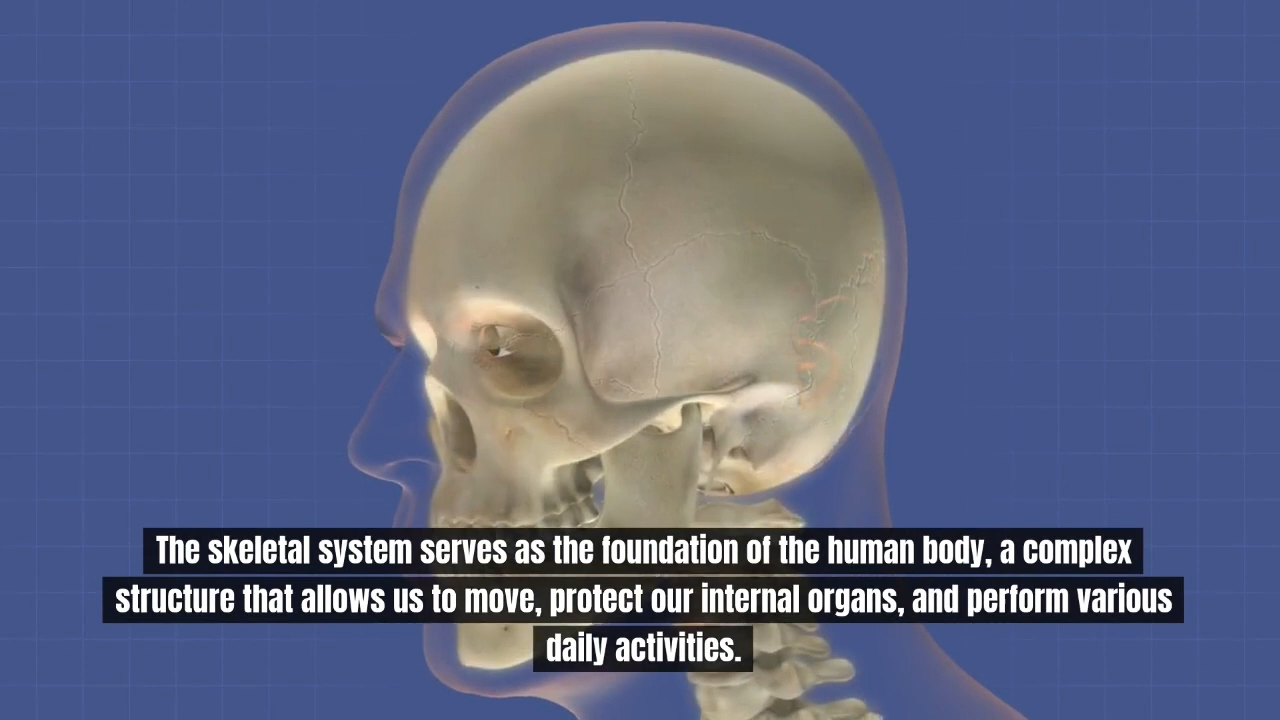 The skeletal system serves as the foundation of the human body, a complex
structure that allows us to move, protect our internal organs, and perform various
daily activities.